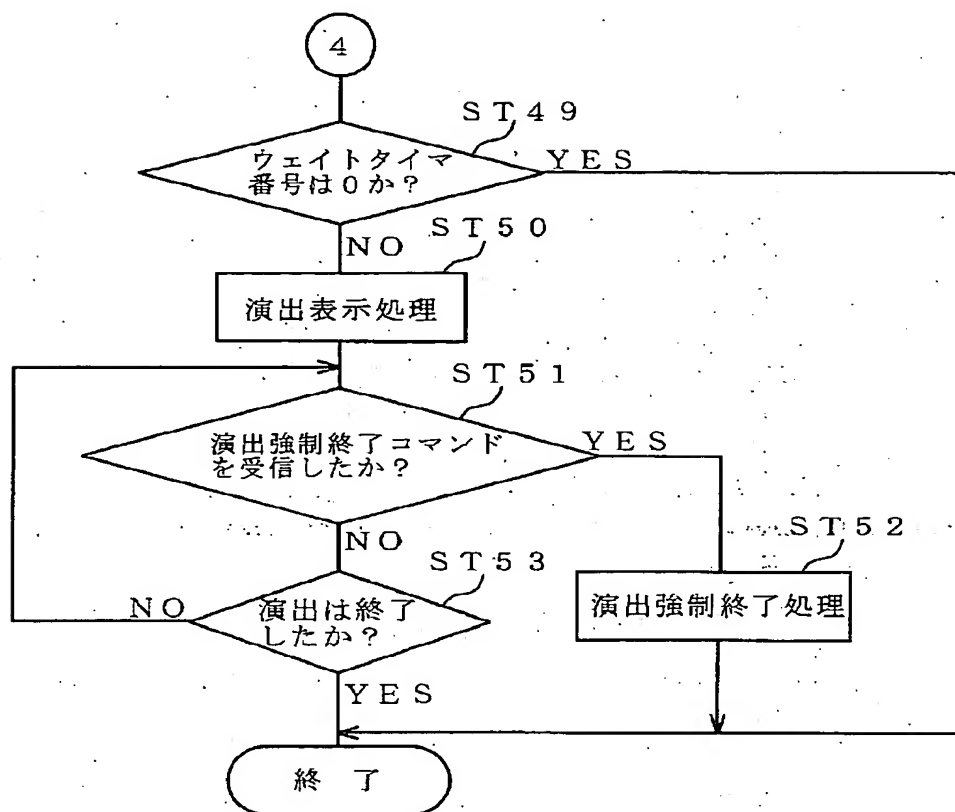 4
ST49
ウェイトタイマ
番号は0か?
YES
ST50
NO
演出表示処理
ST51
演出強制終了コマンド
を受信したか?
YES
NO
ST52
ST53
演出は終了
したか?
NO
演出強制終了処理
YES
終了